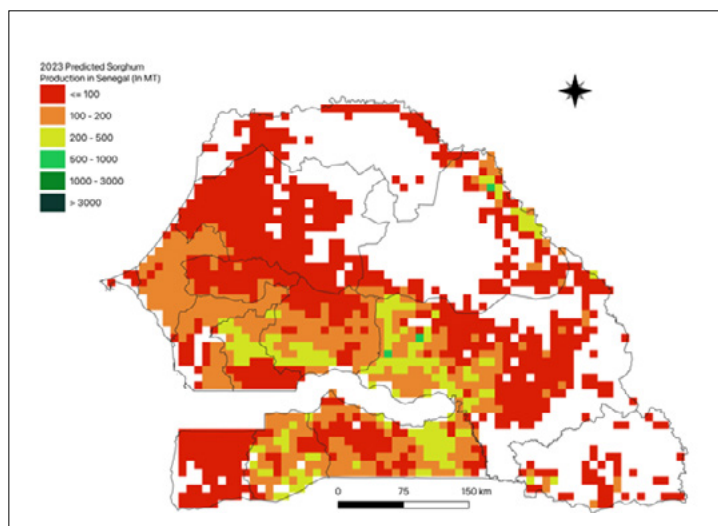 2023 Predicted Sorghum
Production in Senegal (In MT)
<= 100
100 - 200
200 - 500
500 - 1000
1000 - 3000
> 3000
0 75 150 km